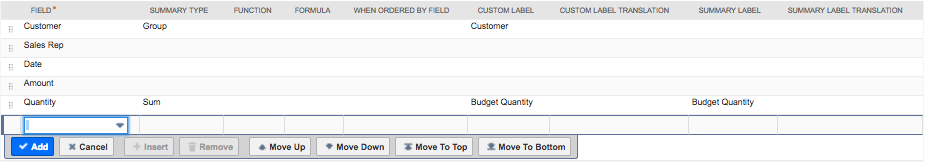 FIELD* SUMMARY TYPE FUNCTION FORMULA WHEN ORDERED BY FIELD CUSTOM LABEL CUSTOM LABEL TRANSLATION SUMMARY LABEL SUMMARY LABEL TRANSLATION
Customer Group Customer
Sales Rep
Date
Amount
Quantity Sum Budget Quantity Budget Quantity
Add Cancel Insert Remove Move Up Move Down Move To Top Move To Bottom